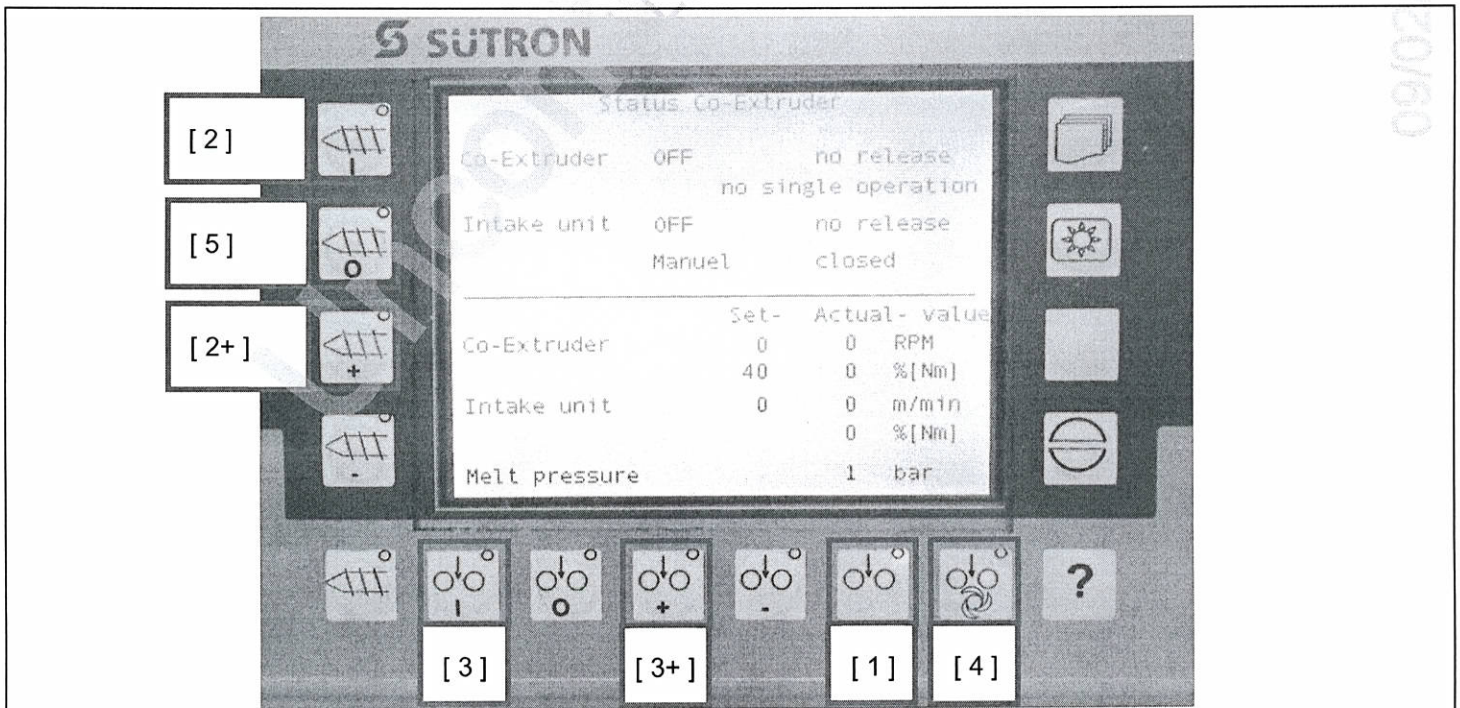 SÜTRON
Status Co-Extruder
Co-Extruder OFF no release
no single operation
Intake unit OFF no release
Manuel closed
Set- Actual- value
Co-Extruder 0 0 RPM
40 0 %[Nm]
Intake unit 0 0 m/min
0 %[Nm]
Melt pressure 1 bar
[ 2 ]
I
[ 5 ]
O
[ 2+ ]
+
-
I
O
+
-
?
[ 3 ]
[ 3+ ]
[ 1 ]
[ 4 ]